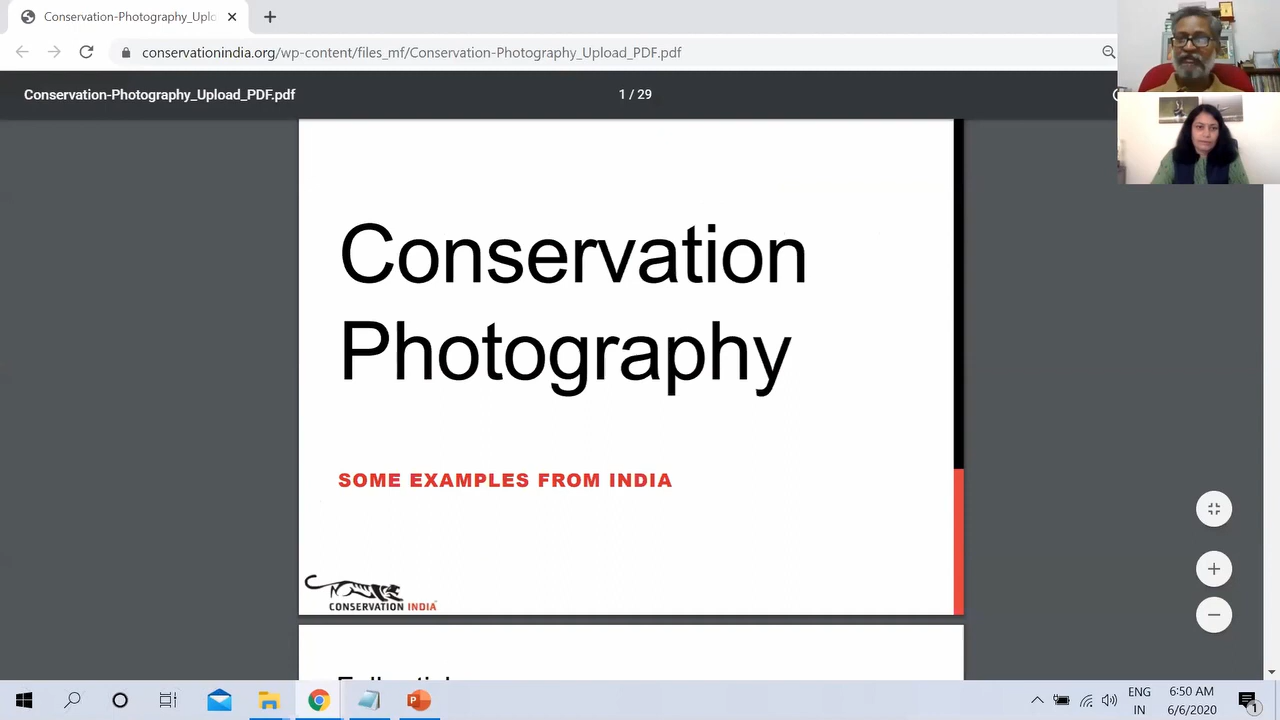 Conservation-Photography_Uplo
conservationindia.org/wp-content/files_mf/Conservation-Photography_Upload_PDF.pdf
Conservation-Photography_Upload_PDF.pdf
1 / 29
Conservation
Photography
SOME EXAMPLES FROM INDIA
CONSERVATION INDIA
ENG
IN
6:50 AM
6/6/2020
1